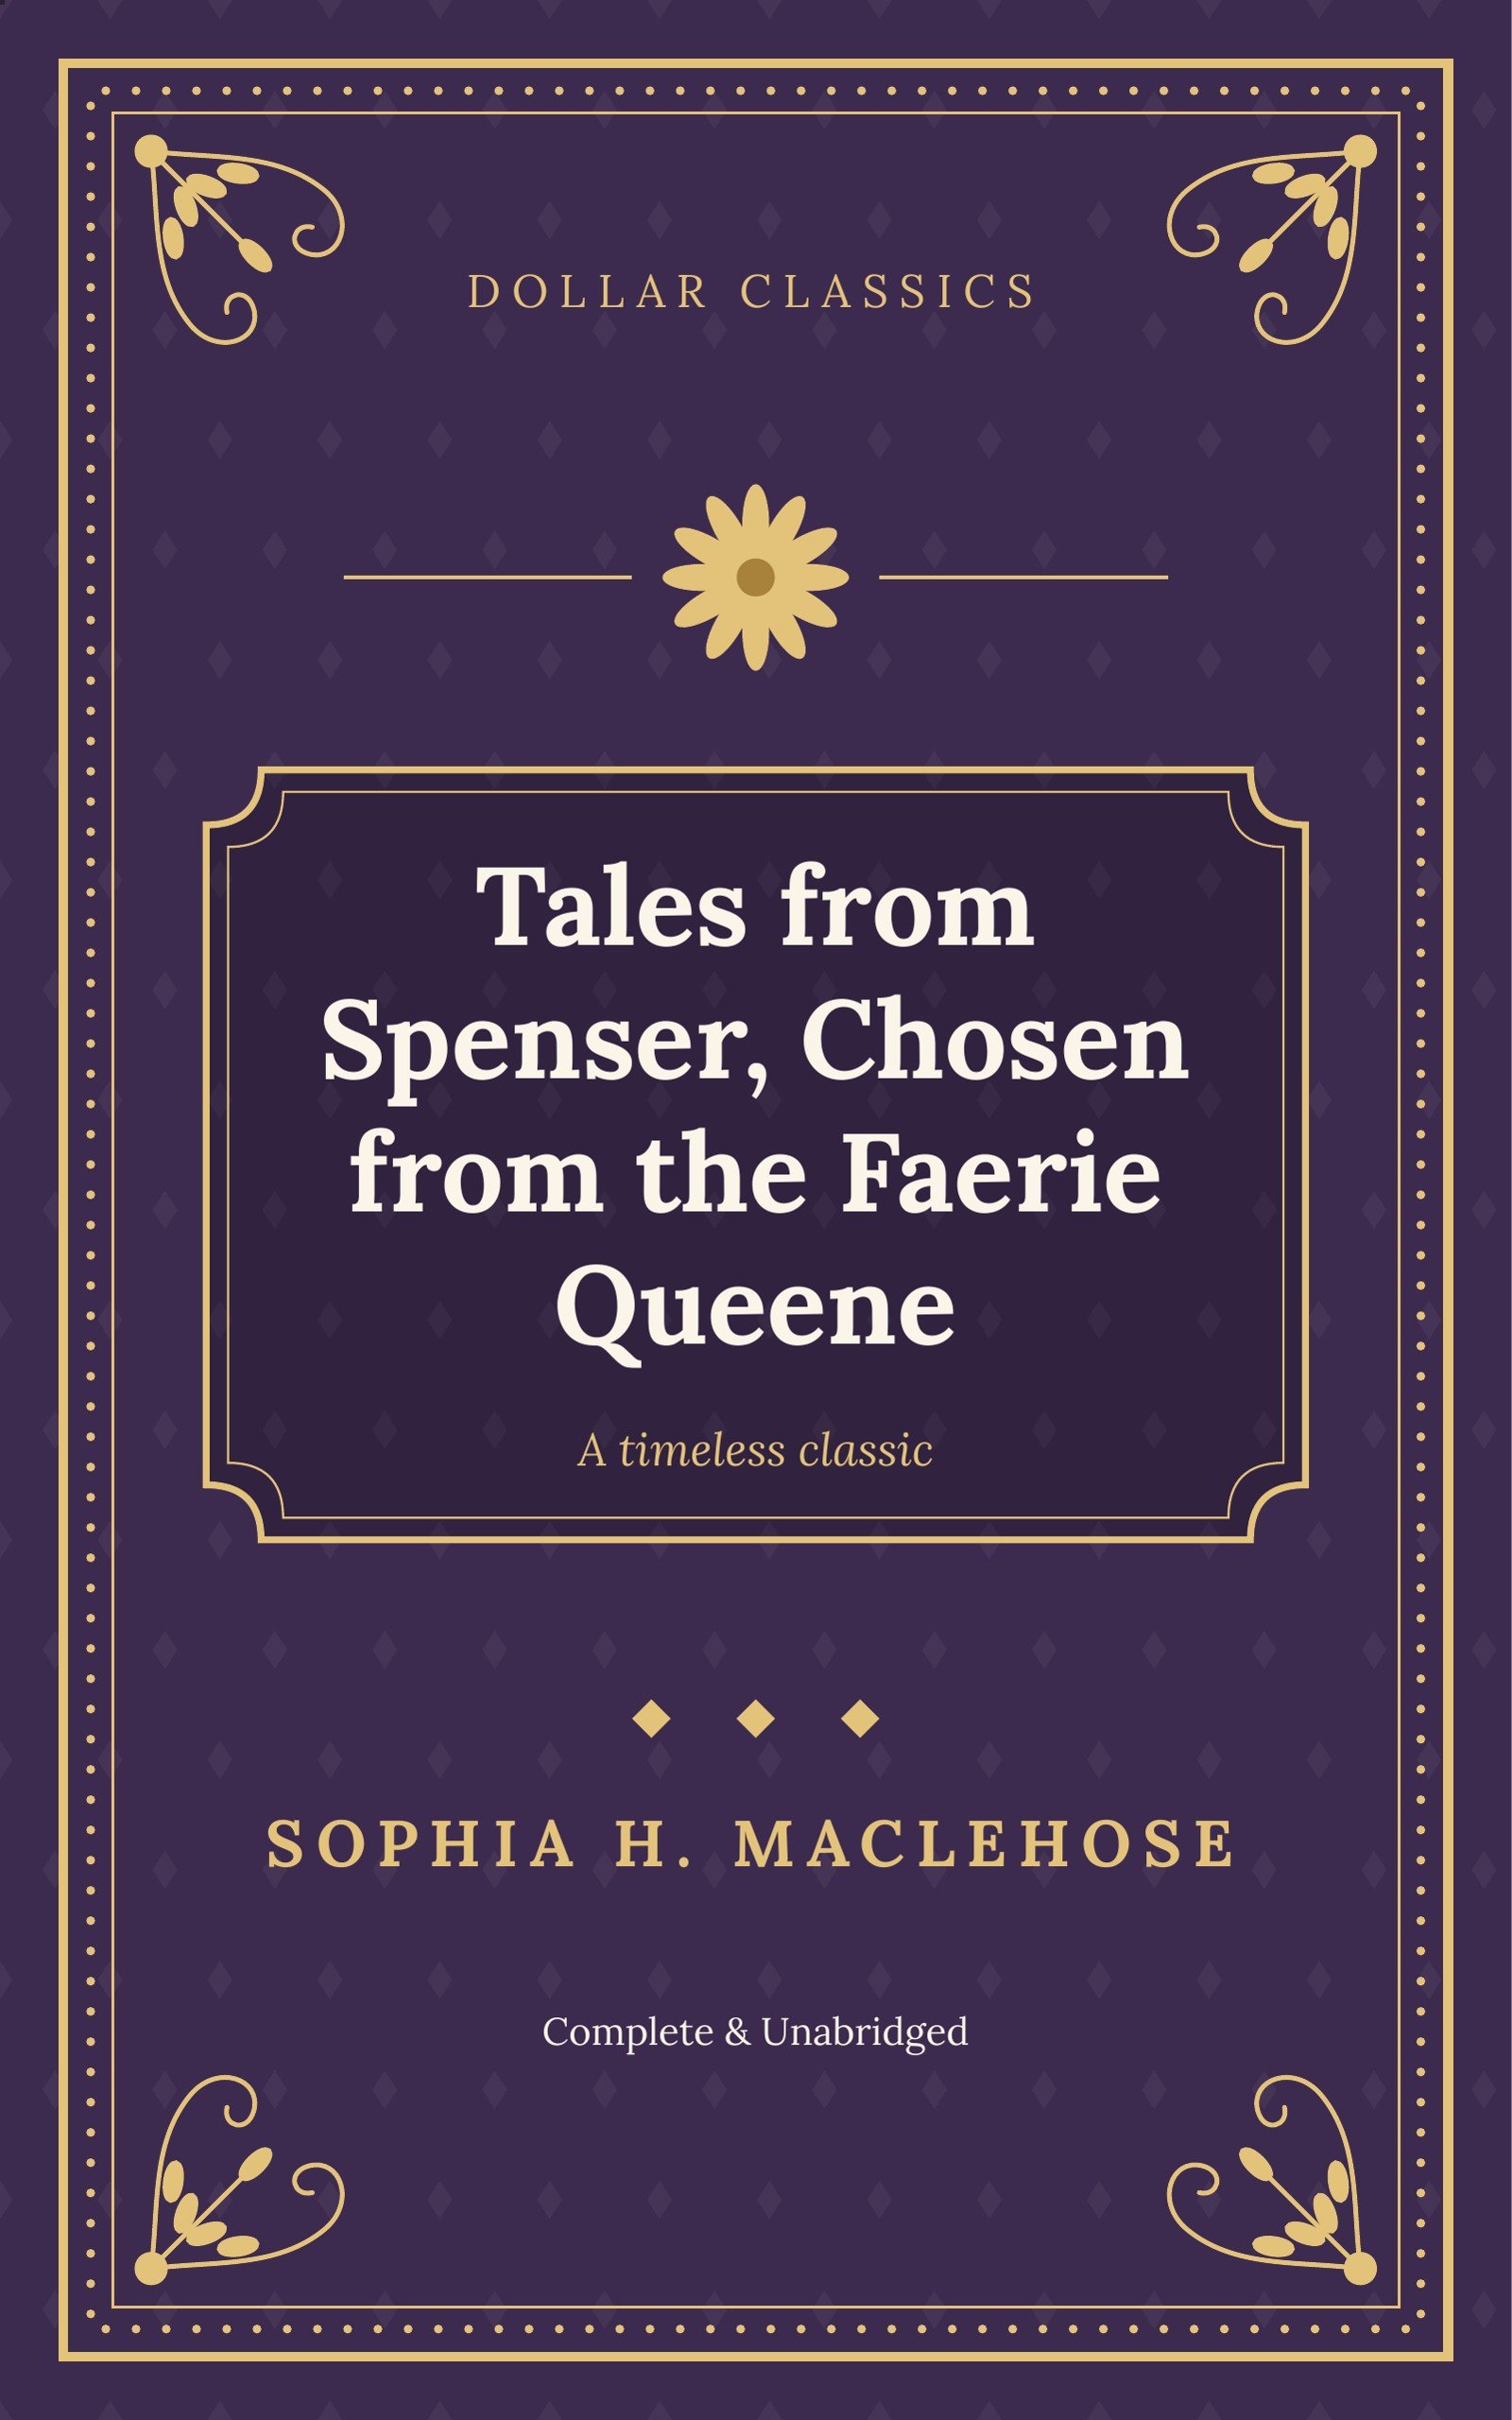 DOLLAR CLASSICS
Tales from
Spenser, Chosen
from the Faerie
Queene
A timeless classic
SOPHIA H. MACLEHOSE
Complete & Unabridged